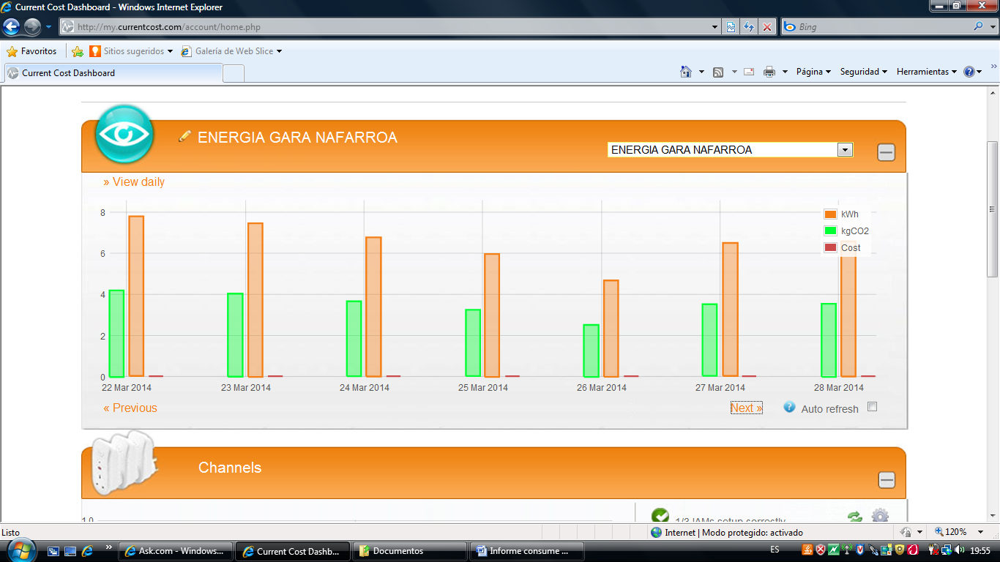 Current Cost Dashboard - Windows Internet Explorer
http://my.currentcost.com/account/home.php
Bing
Favoritos
Sitios sugeridos
Galería de Web Slice
Current Cost Dashboard
Página
Seguridad
Herramientas
»
ENERGIA GARA NAFARROA
ENERGIA GARA NAFARROA
» View daily
8
6
4
2
0
kWh
kgCO2
Cost
22 Mar 2014
23 Mar 2014
24 Mar 2014
25 Mar 2014
26 Mar 2014
27 Mar 2014
28 Mar 2014
« Previous
Next »
Auto refresh
Channels
1.0
1/3 IAMs setup correctly
Listo
Internet | Modo protegido: activado
120%
»
Ask.com - Windows...
Current Cost Dashb...
Documentos
Informe consume ...
ES
19:55